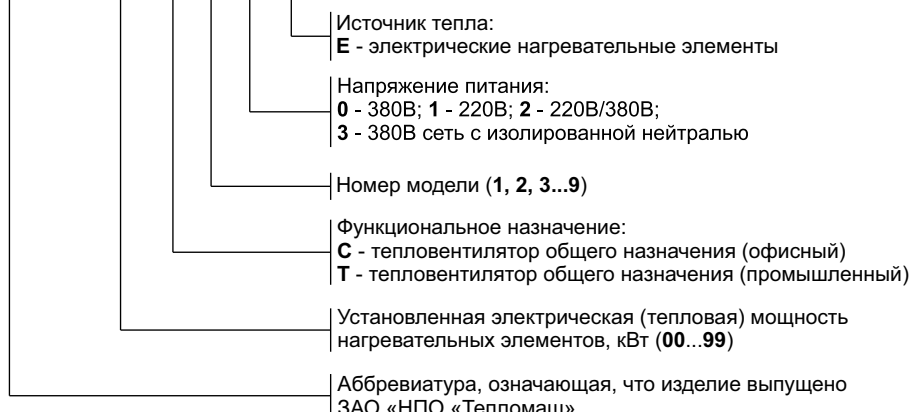 Источник тепла:
Е - электрические нагревательные элементы
Напряжение питания:
0 - 380В; 1 - 220В; 2 - 220В/380В;
3 - 380В сеть с изолированной нейтралью
Номер модели (1, 2, 3...9)
Функциональное назначение:
С - тепловентилятор общего назначения (офисный)
Т - тепловентилятор общего назначения (промышленный)
Установленная электрическая (тепловая) мощность
нагревательных элементов, кВт (00...99)
Аббревиатура, означающая, что изделие выпущено
ЗАО «НПО «Тепломаш»